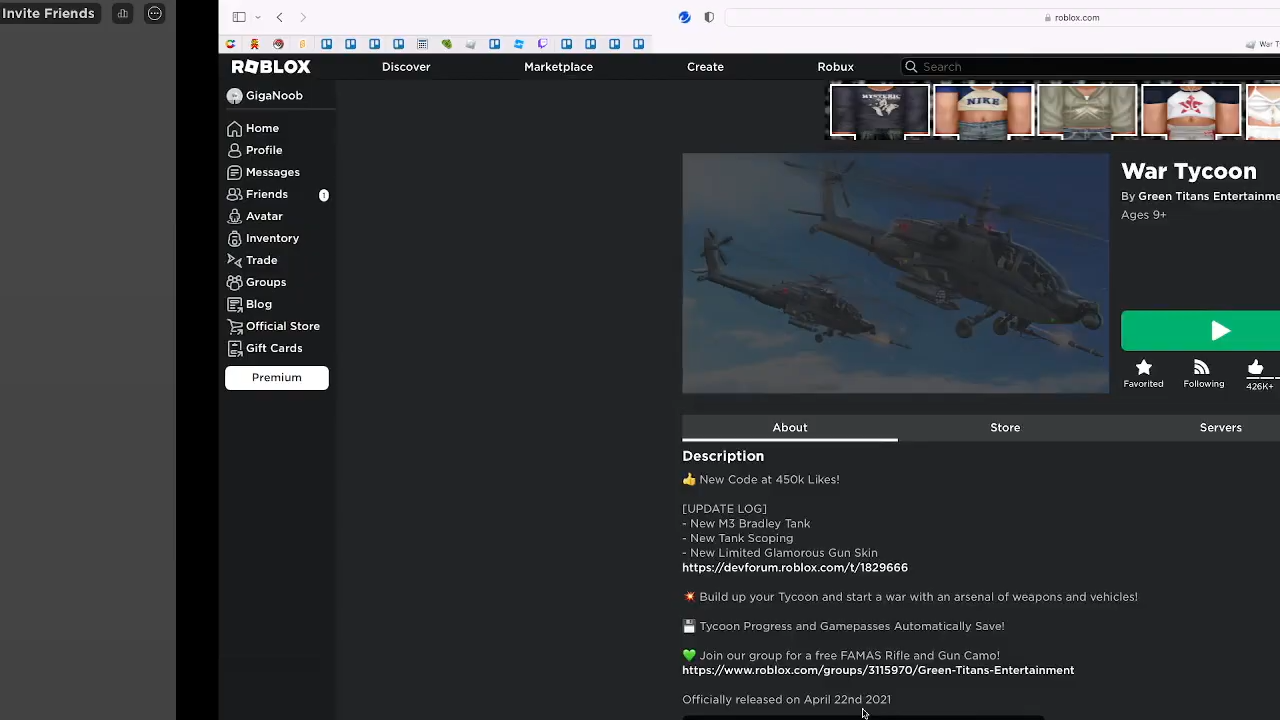 Invite Friends
roblox.com
War T
ROBLOX
Discover
Marketplace
Create
Robux
Search
GigaNoob
Home
Profile
Messages
Friends
1
Avatar
Inventory
Trade
Groups
Blog
Official Store
Gift Cards
Premium
MYSTERIC
NIKE
War Tycoon
By Green Titans Entertainme
Ages 9+
Favorited
Following
426K+
About
Store
Servers
Description
👍 New Code at 450k Likes!
[UPDATE LOG]
- New M3 Bradley Tank
- New Tank Scoping
- New Limited Glamorous Gun Skin
https://devforum.roblox.com/t/1829666
💥 Build up your Tycoon and start a war with an arsenal of weapons and vehicles!
💾 Tycoon Progress and Gamepasses Automatically Save!
💚 Join our group for a free FAMAS Rifle and Gun Camo!
https://www.roblox.com/groups/3115970/Green-Titans-Entertainment
Officially released on April 22nd 2021